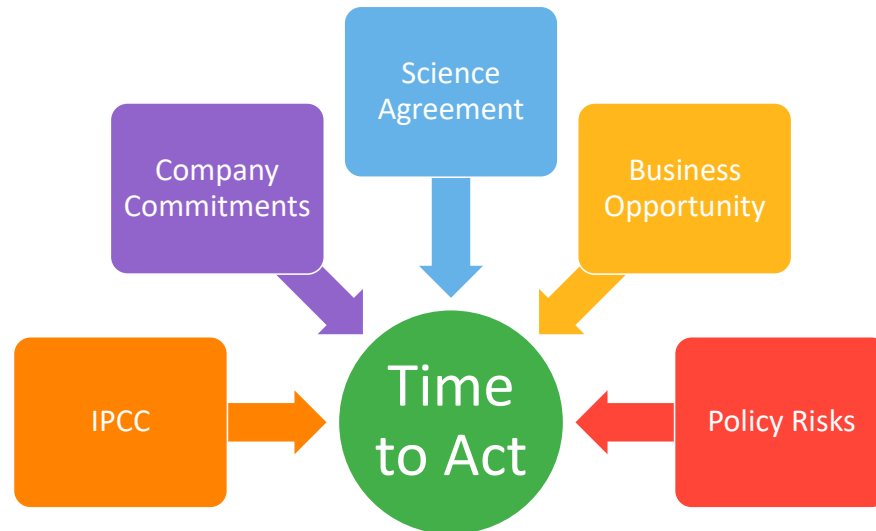 Science
Agreement
Company
Commitments
Business
Opportunity
IPCC
Time
to Act
Policy Risks